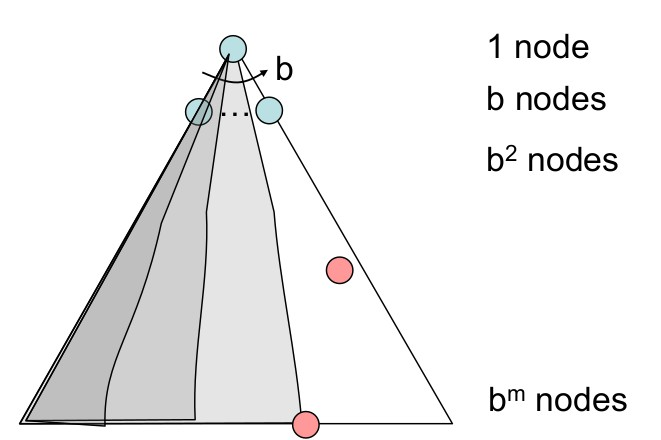 1 node
b
b nodes
...
b² nodes
bᵐ nodes